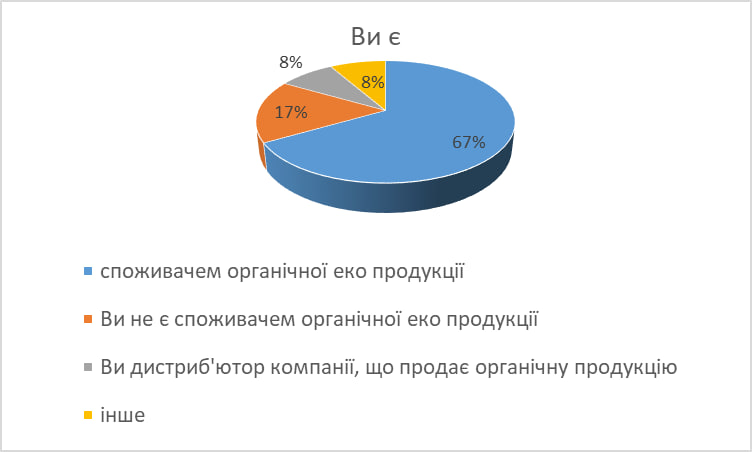 Ви є
8%
8%
17%
67%
споживачем органічної еко продукції
Ви не є споживачем органічної еко продукції
Ви дистриб'ютор компанії, що продає органічну продукцію
інше